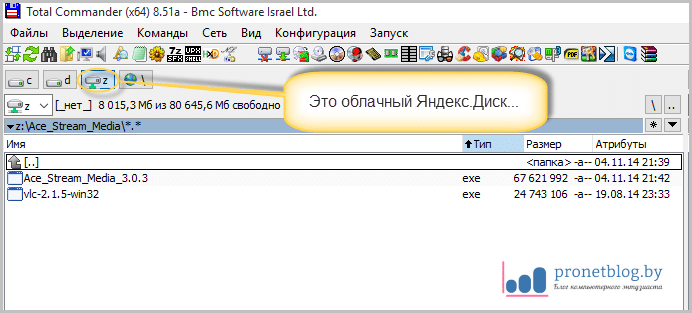 Total Commander (x64) 8.51a - Bmc Software Israel Ltd.
Файлы Выделение Команды Сеть Вид Конфигурация Запуск
c d z \
z [_нет_] 8 015,3 Мб из 80 645,6 Мб свободно \ ..
Это облачный Яндекс.Диск...
z:\Ace_Stream_Media\*.* * ▼
Имя Тип Размер Атрибуты
[..] <папка> -a-- 04.11.14 21:39
Ace_Stream_Media_3.0.3 exe 67 621 992 -a-- 04.11.14 21:42
vlc-2.1.5-win32 exe 24 743 106 -a-- 19.08.14 23:33
pronetblog.by
Блог компьютерного энтузиаста